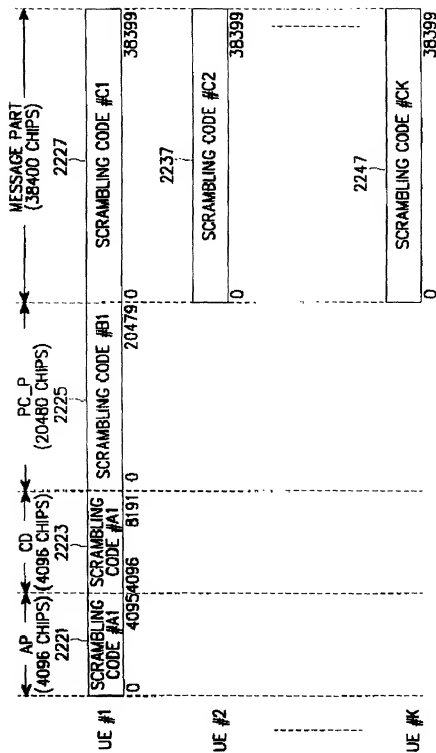 AP
(4096 CHIPS)
CD
(4096 CHIPS)
PC_P
(20480 CHIPS)
MESSAGE PART
(38400 CHIPS)
2221
2223
2225
2227
UE #1
SCRAMBLING
CODE #A1
SCRAMBLING
CODE #A1
SCRAMBLING CODE #B1
SCRAMBLING CODE #C1
0
4095
4096
8191
0
20479
0
38399
2237
UE #2
SCRAMBLING CODE #C2
0
38399
2247
UE #K
SCRAMBLING CODE #CK
0
38399